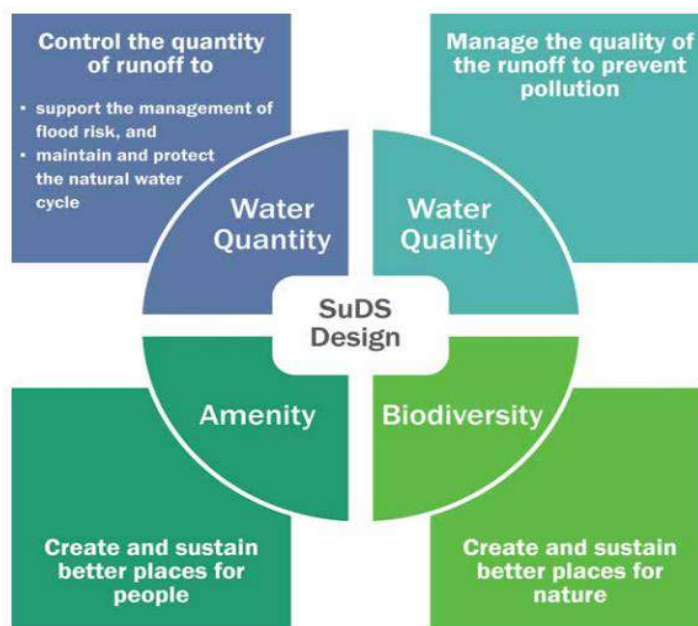 Control the quantity
of runoff to
• support the management of
flood risk, and
• maintain and protect
the natural water
cycle
Manage the quality of
the runoff to prevent
pollution
Water
Quantity
Water
Quality
SuDS
Design
Amenity
Biodiversity
Create and sustain
better places for
people
Create and sustain
better places for
nature